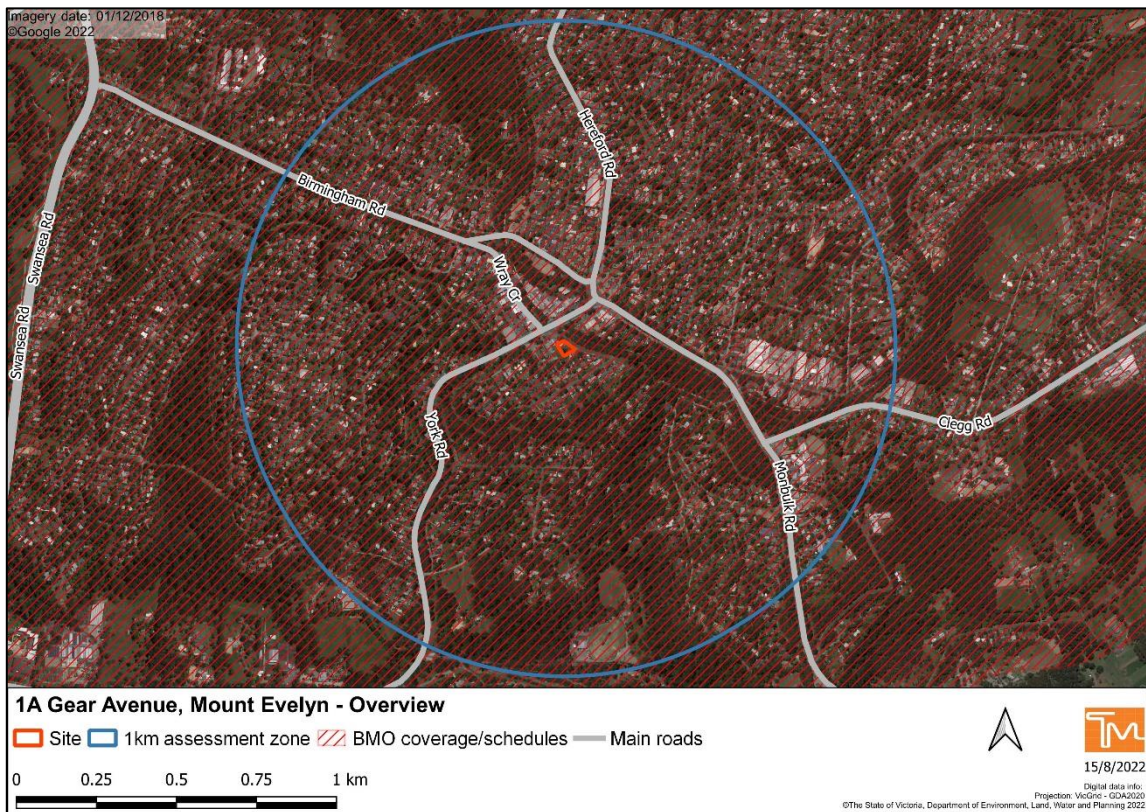 Imagery date: 01/12/2018
©Google 2022
Hereford Rd
Birmingham Rd
Swansea Rd
Wray Cr
Swansea Rd
York Rd
Clegg Rd
Monbulk Rd
1A Gear Avenue, Mount Evelyn - Overview
Site 1km assessment zone BMO coverage/schedules Main roads
0 0.25 0.5 0.75 1 km
TML
15/8/2022
Digital data info:
Projection: VicGrid - GDA2020
©The State of Victoria, Department of Environment, Land, Water and Planning 2022